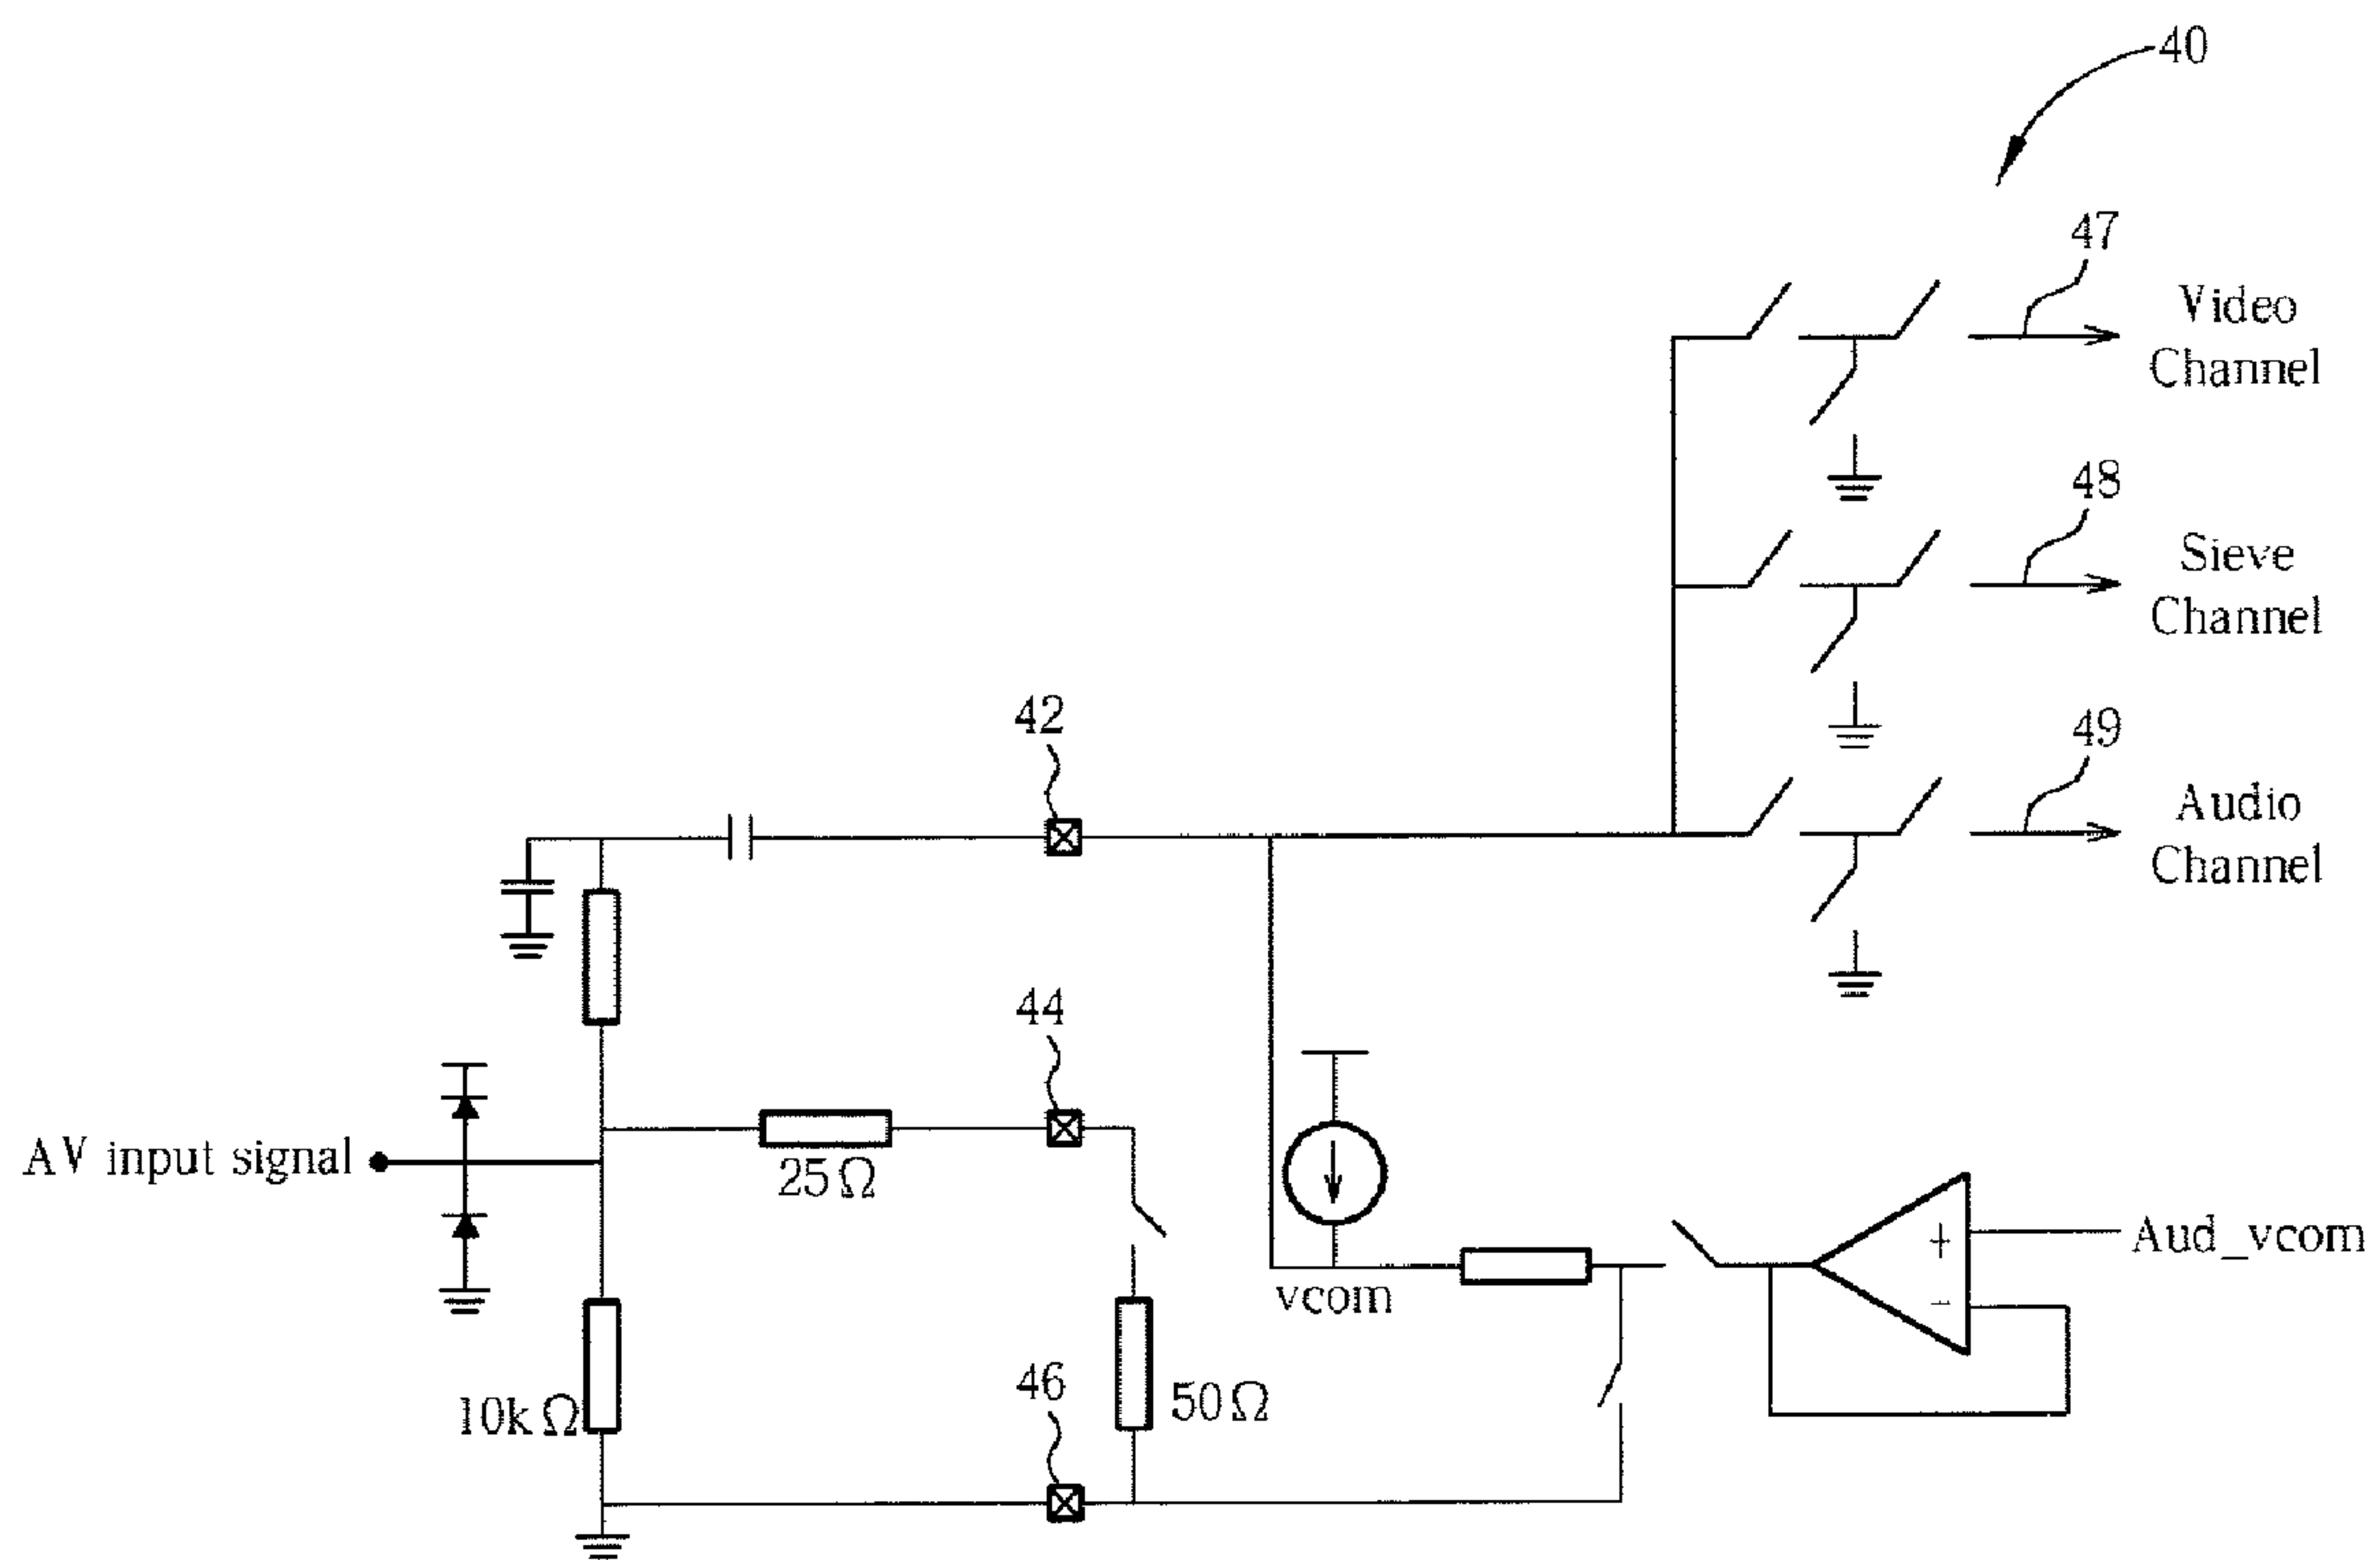 40
47
Video
Channel
48
Sieve
Channel
42
49
Audio
Channel
44
AV input signal
25Ω
+
Aud_vcom
-
vcom
46
10kΩ
50Ω